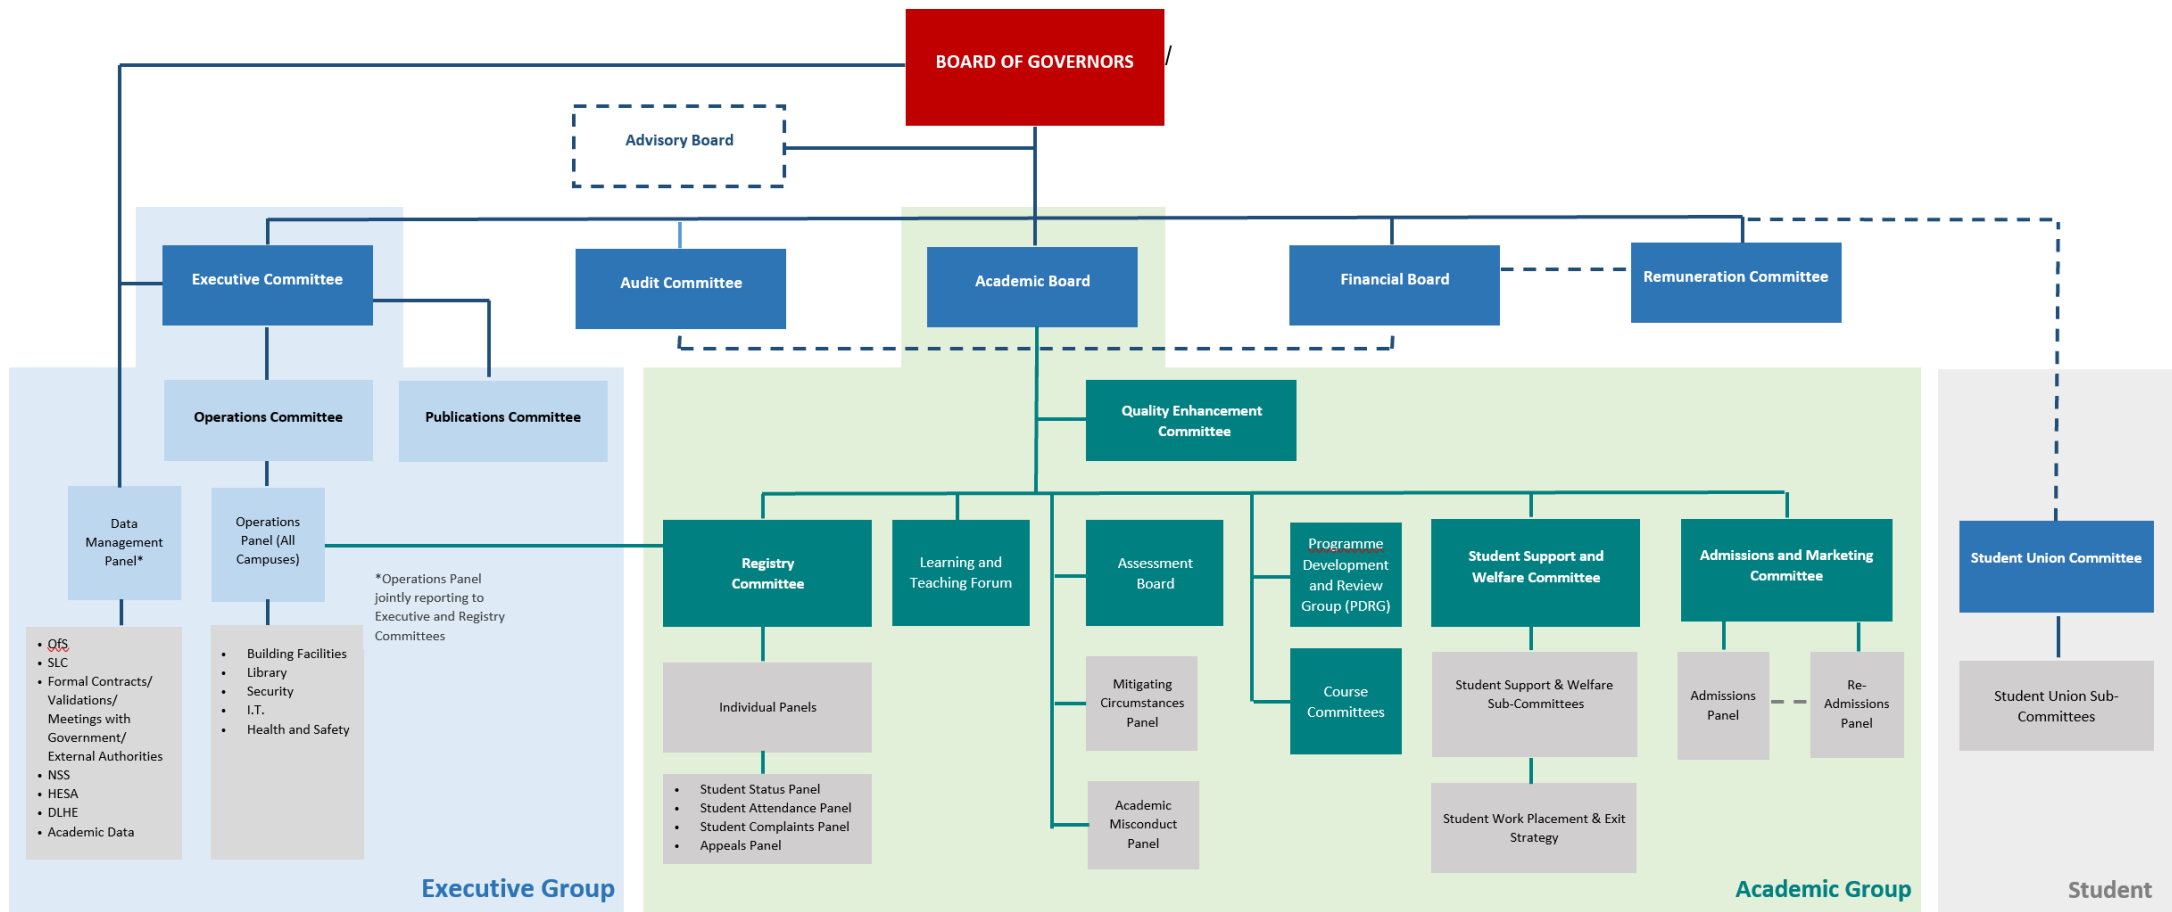 BOARD OF GOVERNORS
/
Advisory Board
Executive Committee
Audit Committee
Academic Board
Financial Board
Remuneration Committee
Operations Committee
Publications Committee
Quality Enhancement
Committee
Data
Management
Panel*
Operations
Panel (All
Campuses)
*Operations Panel
jointly reporting to
Executive and Registry
Committees
Registry
Committee
Learning and
Teaching Forum
Assessment
Board
Programme
Development
and Review
Group (PDRG)
Student Support and
Welfare Committee
Admissions and Marketing
Committee
Student Union Committee
• OfS
• SLC
• Formal Contracts/
Validations/
Meetings with
Government/
External Authorities
• NSS
• HESA
• DLHE
• Academic Data
• Building Facilities
• Library
• Security
• I.T.
• Health and Safety
Individual Panels
Mitigating
Circumstances
Panel
Course
Committees
Student Support & Welfare
Sub-Committees
Admissions
Panel
Re-
Admissions
Panel
Student Union Sub-
Committees
• Student Status Panel
• Student Attendance Panel
• Student Complaints Panel
• Appeals Panel
Academic
Misconduct
Panel
Student Work Placement & Exit
Strategy
Executive Group
Academic Group
Student